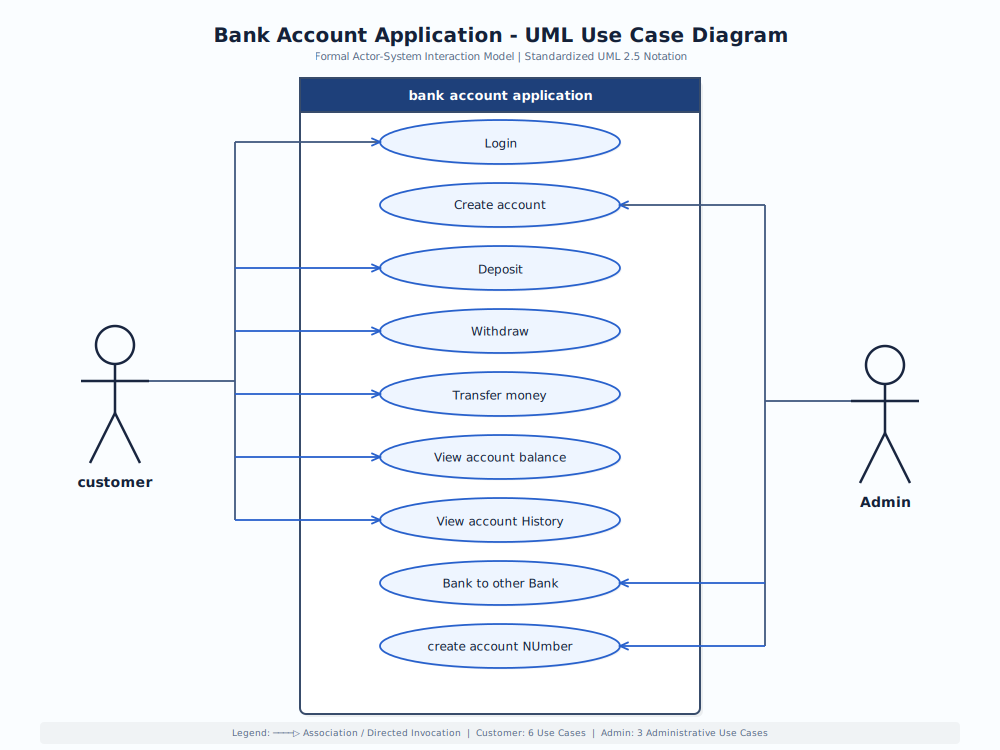 Bank Account Application - UML Use Case Diagram
Formal Actor-System Interaction Model | Standardized UML 2.5 Notation
bank account application
Login
Create account
Deposit
Withdraw
Transfer money
View account balance
customer
Admin
View account History
Bank to other Bank
create account NUmber
Legend: ───▷ Association / Directed Invocation | Customer: 6 Use Cases | Admin: 3 Administrative Use Cases